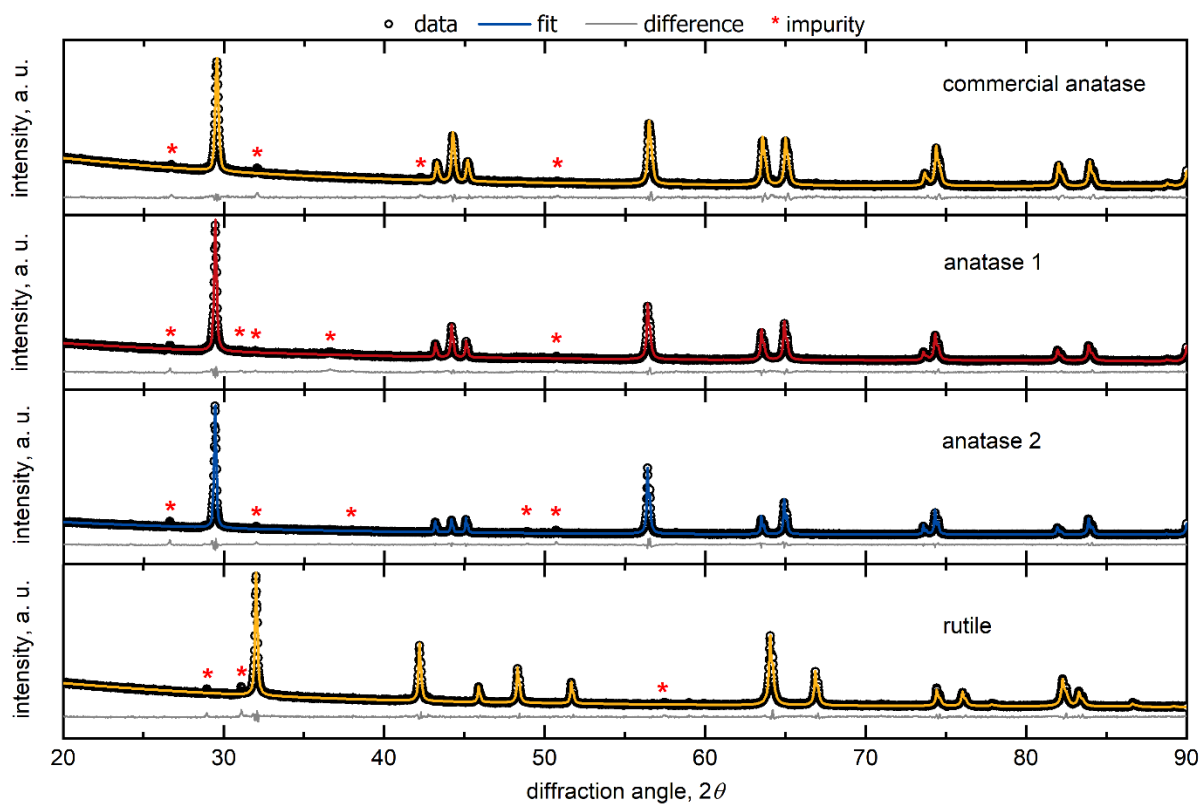 data fit difference * impurity
commercial anatase
intensity, a. u.
* * * *
anatase 1
intensity, a. u.
* * * * *
anatase 2
intensity, a. u.
* * * * *
rutile
intensity, a. u.
* * *
20 30 40 50 60 70 80 90
diffraction angle, 2θ